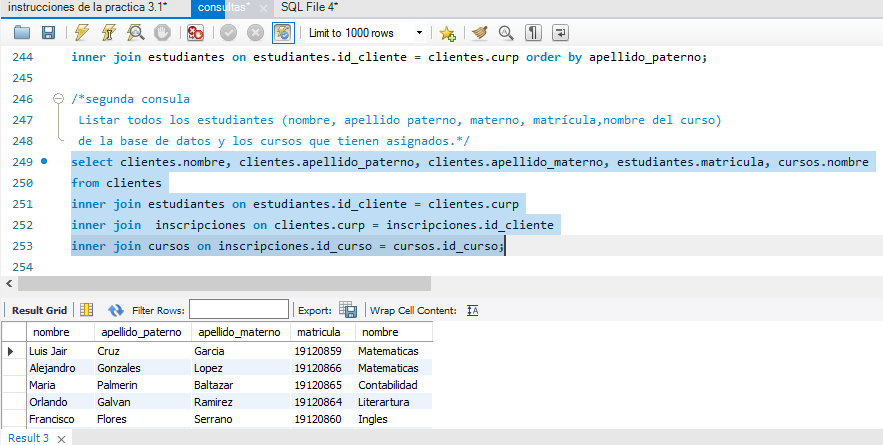 instrucciones de la practica 3.1* consultas* SQL File 4*
Limit to 1000 rows
244 inner join estudiantes on estudiantes.id_cliente = clientes.curp order by apellido_paterno;
245
246 /*segunda consula
247 Listar todos los estudiantes (nombre, apellido paterno, materno, matrícula,nombre del curso)
248 de la base de datos y los cursos que tienen asignados.*/
249 select clientes.nombre, clientes.apellido_paterno, clientes.apellido_materno, estudiantes.matricula, cursos.nombre
250 from clientes
251 inner join estudiantes on estudiantes.id_cliente = clientes.curp
252 inner join  inscripciones on clientes.curp = inscripciones.id_cliente
253 inner join cursos on inscripciones.id_curso = cursos.id_curso;
254
Result Grid Filter Rows: Export: Wrap Cell Content:
nombre apellido_paterno apellido_materno matricula nombre
Luis Jair Cruz Garcia 19120859 Matematicas
Alejandro Gonzales Lopez 19120866 Matematicas
Maria Palmerin Baltazar 19120865 Contabilidad
Orlando Galvan Ramirez 19120864 Literartura
Francisco Flores Serrano 19120860 Ingles
Result 3